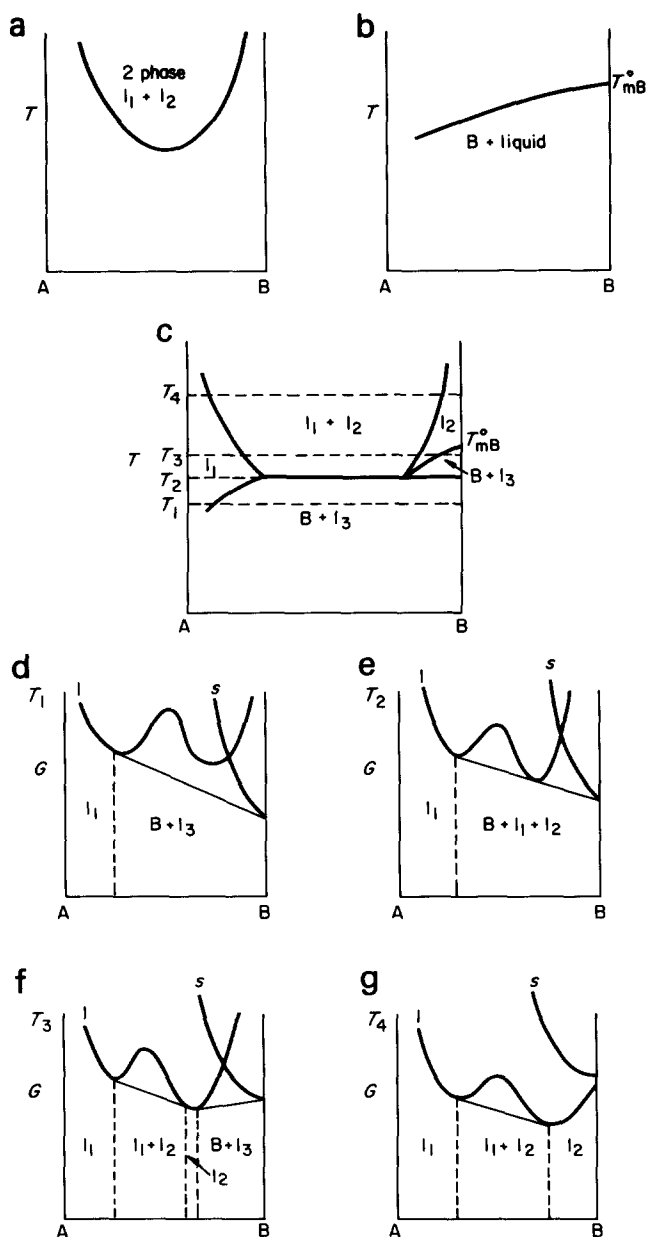 a
2 phase
l₁ + l₂
T
A
B
b
T°mB
B + liquid
T
A
B
c
T₄
l₁ + l₂
l₂
T°mB
T
T₃
l₁
B + l₃
T₂
T₁
B + l₃
A
B
d
T₁
l
s
G
l₁
B + l₃
A
B
e
T₂
l
s
G
l₁
B + l₁ + l₂
A
B
f
T₃
l
s
G
l₁
l₁ + l₂
B + l₃
l₂
A
B
g
T₄
l
s
G
l₁
l₁ + l₂
l₂
A
B